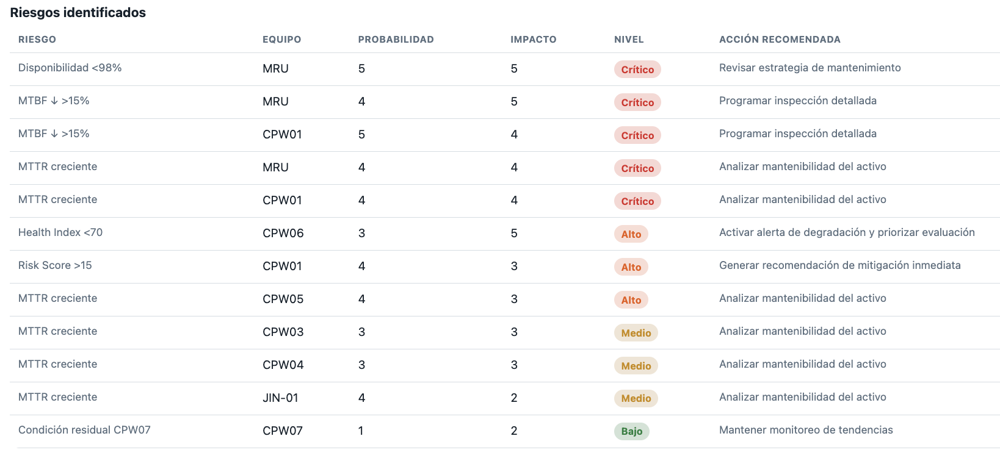 Riesgos identificados
RIESGO EQUIPO PROBABILIDAD IMPACTO NIVEL ACCIÓN RECOMENDADA
Disponibilidad <98% MRU 5 5 Crítico Revisar estrategia de mantenimiento
MTBF ↓ >15% MRU 4 5 Crítico Programar inspección detallada
MTBF ↓ >15% CPW01 5 4 Crítico Programar inspección detallada
MTTR creciente MRU 4 4 Crítico Analizar mantenibilidad del activo
MTTR creciente CPW01 4 4 Crítico Analizar mantenibilidad del activo
Health Index <70 CPW06 3 5 Alto Activar alerta de degradación y priorizar evaluación
Risk Score >15 CPW01 4 3 Alto Generar recomendación de mitigación inmediata
MTTR creciente CPW05 4 3 Alto Analizar mantenibilidad del activo
MTTR creciente CPW03 3 3 Medio Analizar mantenibilidad del activo
MTTR creciente CPW04 3 3 Medio Analizar mantenibilidad del activo
MTTR creciente JIN-01 4 2 Medio Analizar mantenibilidad del activo
Condición residual CPW07 CPW07 1 2 Bajo Mantener monitoreo de tendencias